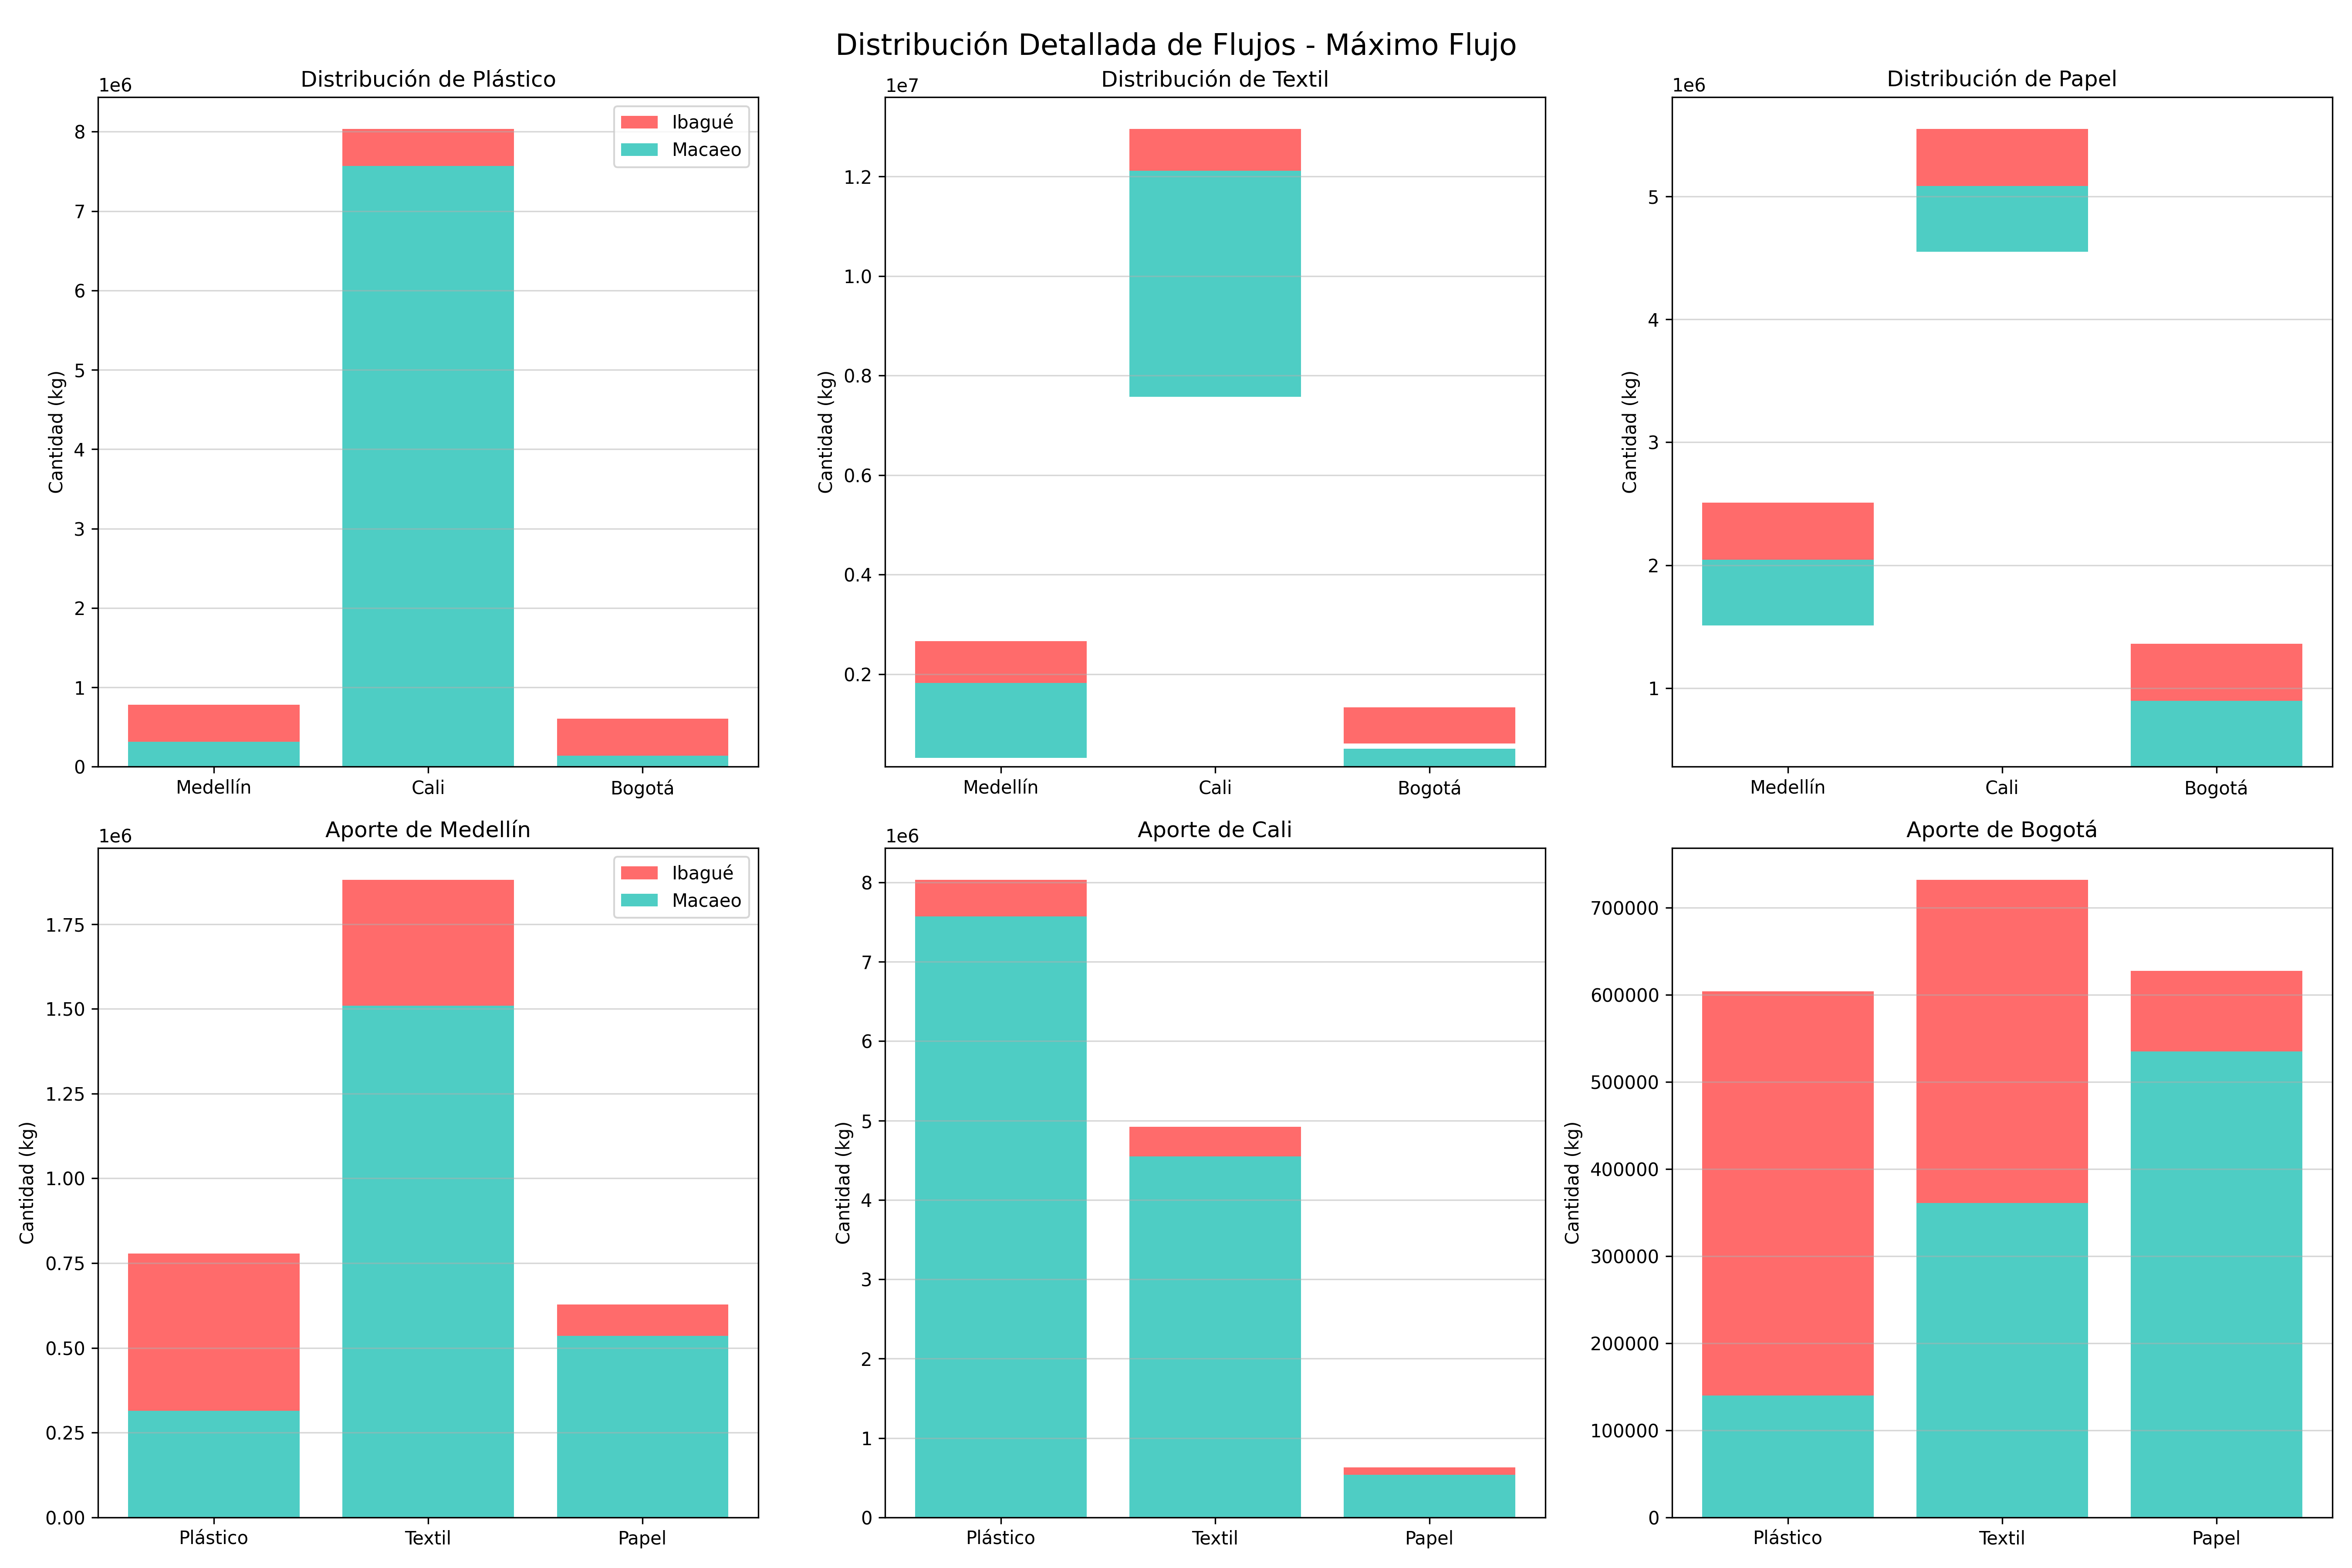 Distribución Detallada de Flujos - Máximo Flujo
Distribución de Plástico
1e6
Cantidad (kg)
8
7
6
5
4
3
2
1
0
Ibagué
Macaeo
Medellín Cali Bogotá
Distribución de Textil
1e7
Cantidad (kg)
1.2
1.0
0.8
0.6
0.4
0.2
Medellín Cali Bogotá
Distribución de Papel
1e6
Cantidad (kg)
5
4
3
2
1
Medellín Cali Bogotá
Aporte de Medellín
1e6
Cantidad (kg)
1.75
1.50
1.25
1.00
0.75
0.50
0.25
0.00
Ibagué
Macaeo
Plástico Textil Papel
Aporte de Cali
1e6
Cantidad (kg)
8
7
6
5
4
3
2
1
0
Plástico Textil Papel
Aporte de Bogotá
Cantidad (kg)
700000
600000
500000
400000
300000
200000
100000
0
Plástico Textil Papel